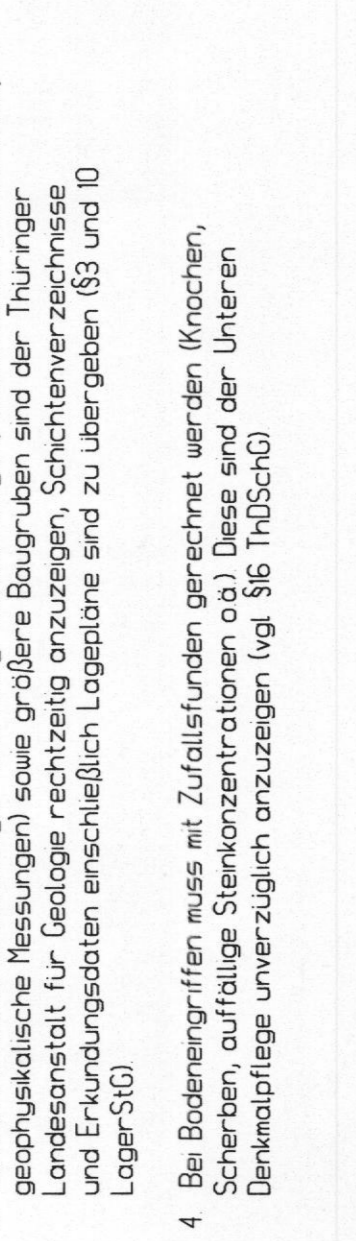 geophysikalische Messungen) sowie größere Baugruben sind der Thüringer
Landesanstalt für Geologie rechtzeitig anzuzeigen, Schichtenverzeichnisse
und Erkundungsdaten einschließlich Lagepläne sind zu übergeben (§3 und 10
LagerStG).
4. Bei Bodeneingriffen muss mit Zufallsfunden gerechnet werden (Knochen,
Scherben, auffällige Steinkonzentrationen o.ä.) Diese sind der Unteren
Denkmalpflege unverzüglich anzuzeigen (vgl §16 ThDSchG)